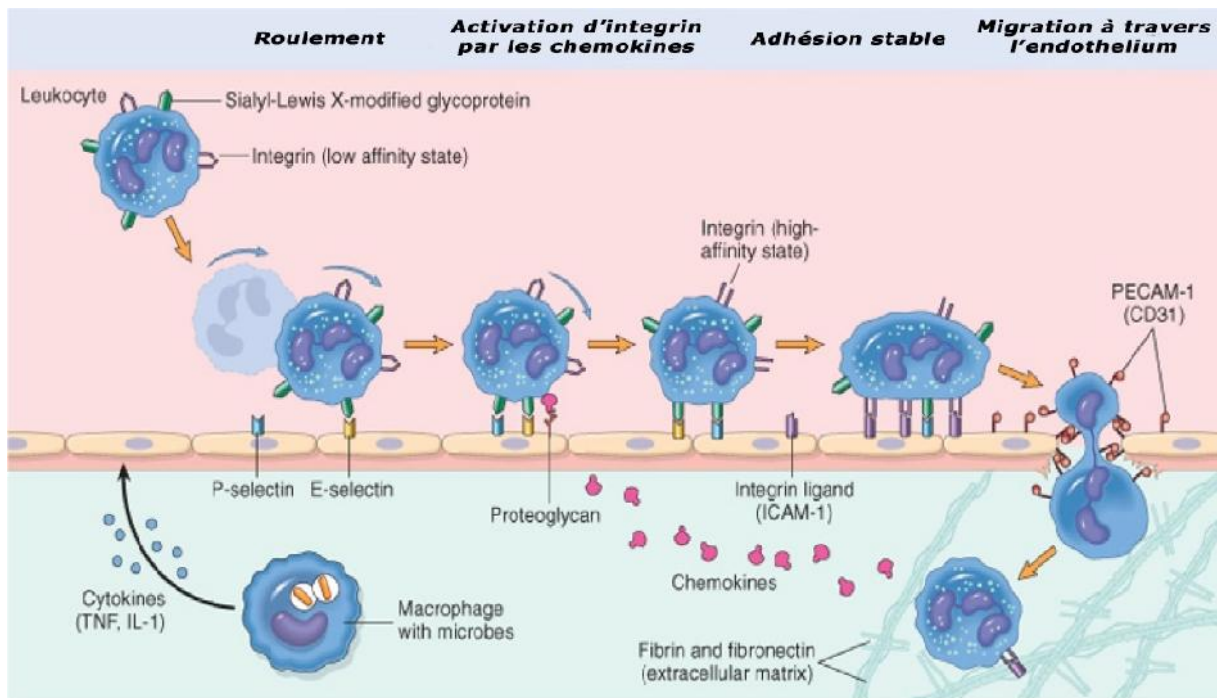 Roulement
Activation d'integrin
par les chemokines
Adhésion stable
Migration à travers
l'endothelium
Leukocyte
Sialyl-Lewis X-modified glycoprotein
Integrin (low affinity state)
Integrin (high-
affinity state)
PECAM-1
(CD31)
P-selectin
E-selectin
Proteoglycan
Integrin ligand
(ICAM-1)
Chemokines
Cytokines
(TNF, IL-1)
Macrophage
with microbes
Fibrin and fibronectin
(extracellular matrix)